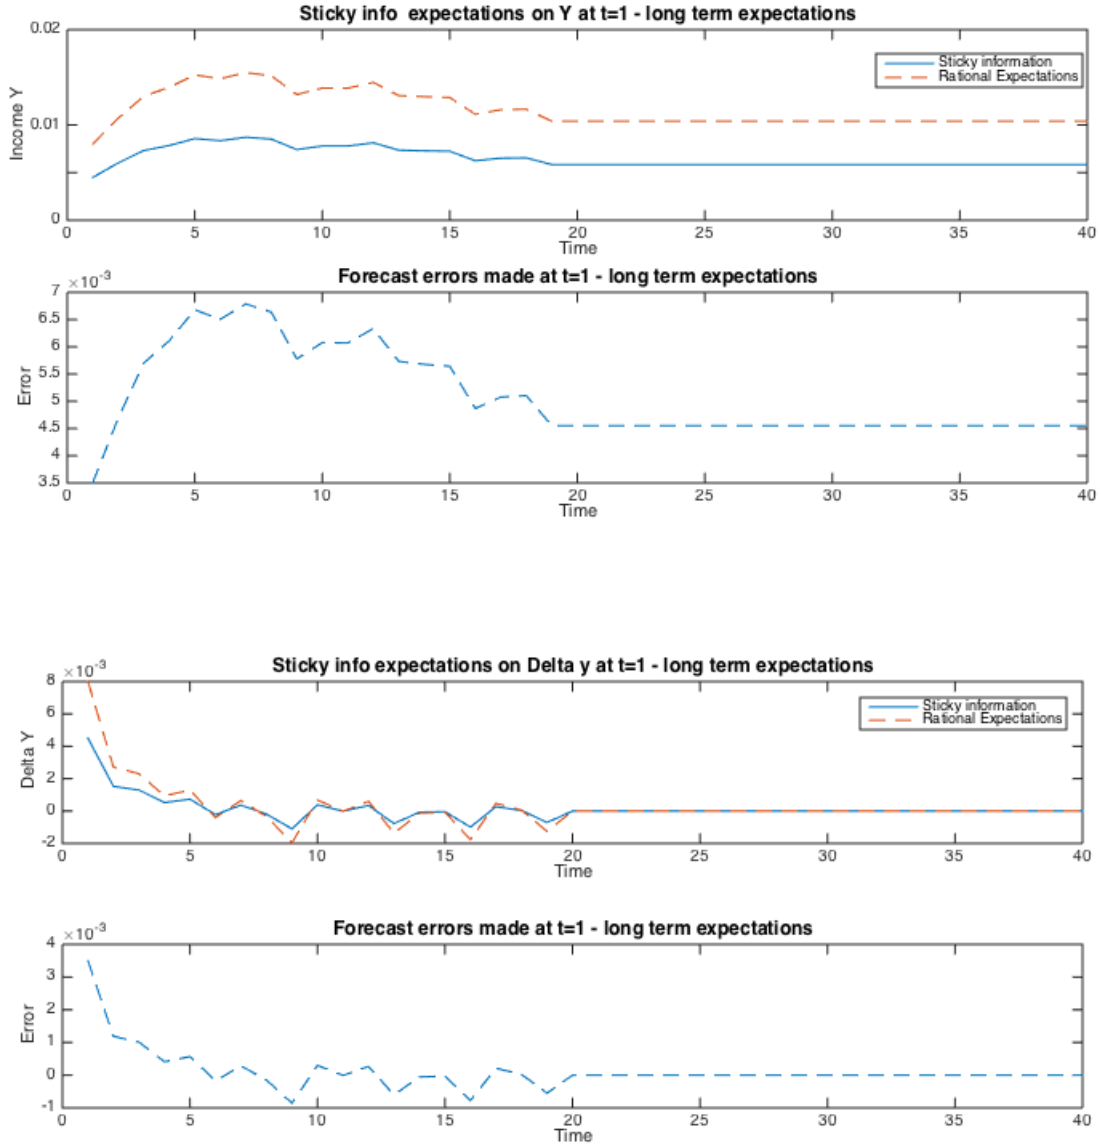 Sticky info  expectations on Y at t=1 - long term expectations
0.02
Sticky information
Rational Expectations
Income Y
0.01
0
0 5 10 15 20 25 30 35 40
Time
×10-3
Forecast errors made at t=1 - long term expectations
7
6.5
6
5.5
5
4.5
4
3.5
Error
0 5 10 15 20 25 30 35 40
Time
×10-3
Sticky info expectations on Delta y at t=1 - long term expectations
8
6
4
2
0
-2
Sticky information
Rational Expectations
Delta Y
0 5 10 15 20 25 30 35 40
Time
×10-3
Forecast errors made at t=1 - long term expectations
4
3
2
1
0
-1
Error
0 5 10 15 20 25 30 35 40
Time